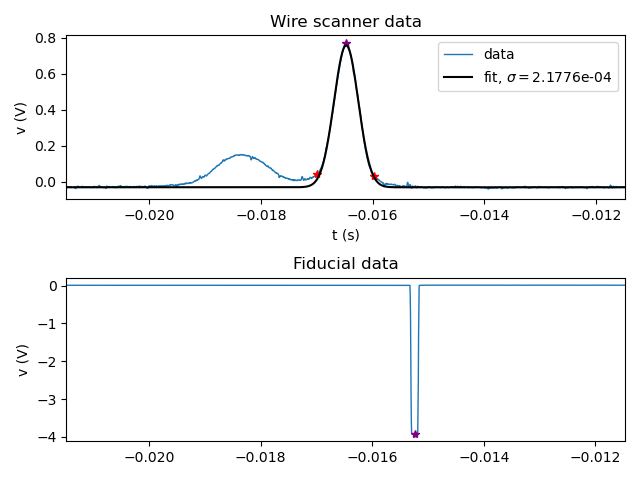 Wire scanner data
0.8
0.6
0.4
0.2
0.0
v (V)
data
fit, σ = 2.1776e-04
−0.020
−0.018
−0.016
−0.014
−0.012
t (s)
Fiducial data
0
−1
−2
−3
−4
v (V)
−0.020
−0.018
−0.016
−0.014
−0.012